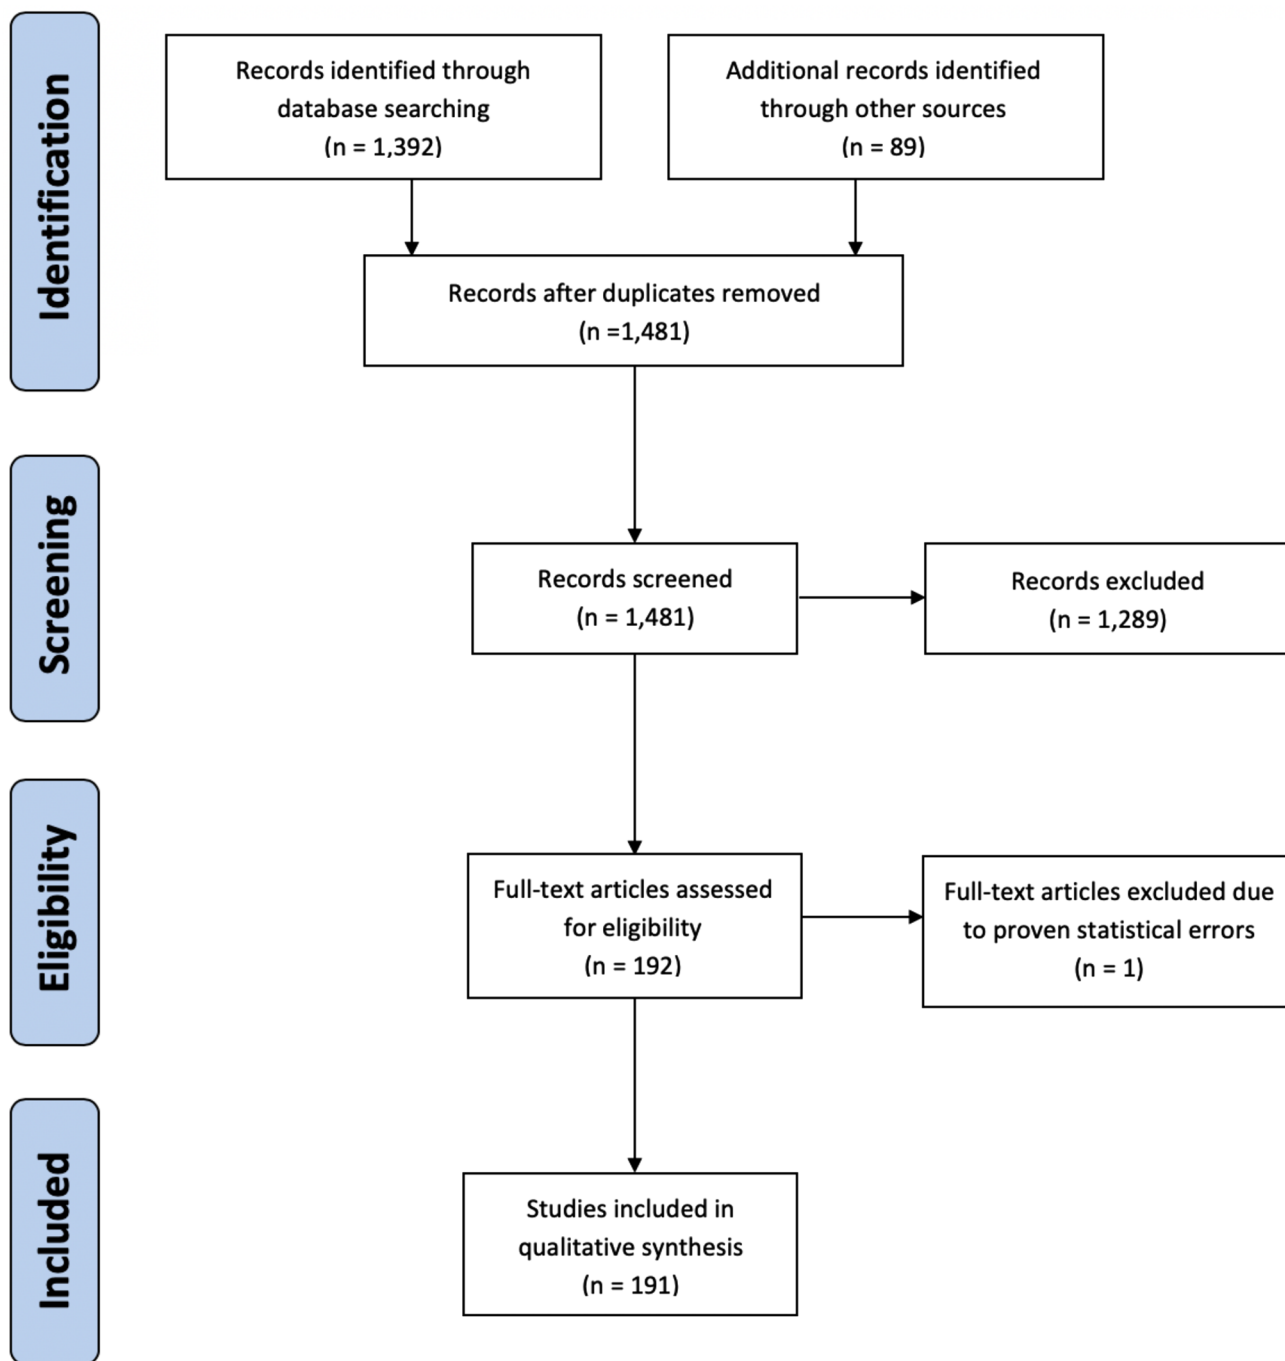 Identification
Records identified through
database searching
(n = 1,392)
Additional records identified
through other sources
(n = 89)
Records after duplicates removed
(n =1,481)
Screening
Records screened
(n = 1,481)
Records excluded
(n = 1,289)
Eligibility
Full-text articles assessed
for eligibility
(n = 192)
Full-text articles excluded due
to proven statistical errors
(n = 1)
Included
Studies included in
qualitative synthesis
(n = 191)